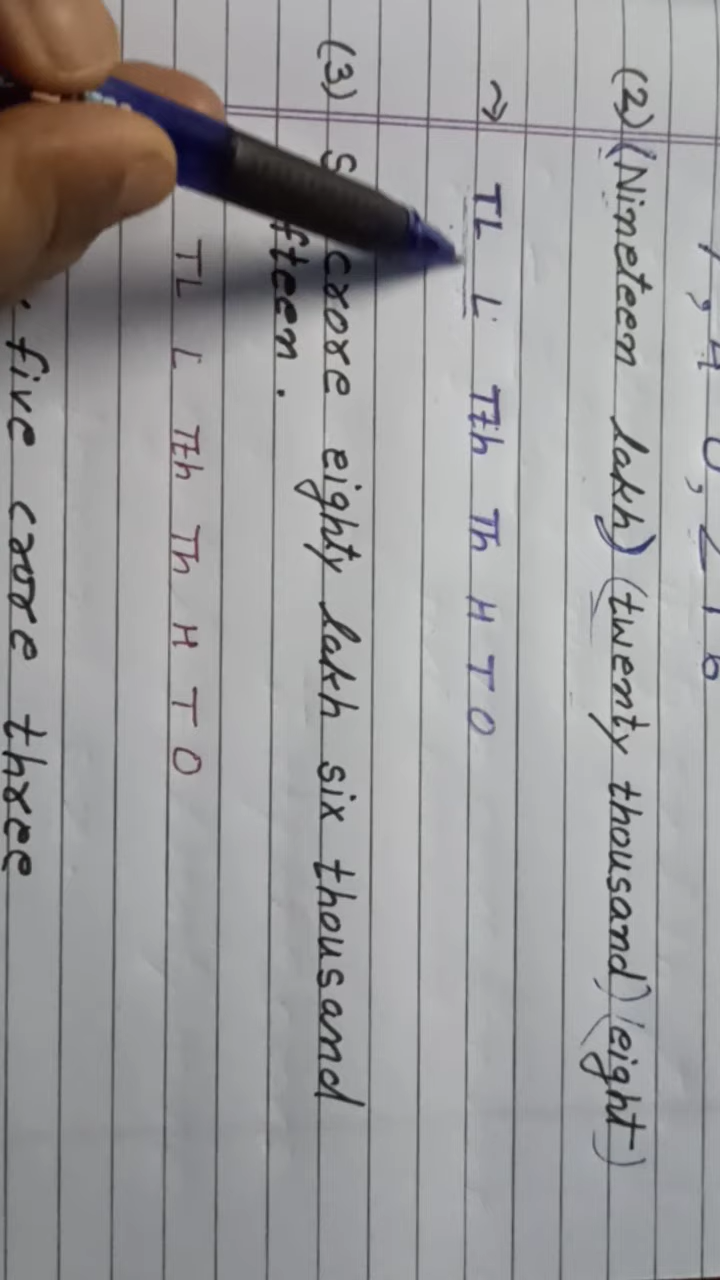 (2) (Nineteen lakh) (twenty thousand) (eight)
→ TL L Tth Th H T O
(3) crore eighty lakh six thousand
TL L Tth Th H T O
five crore three